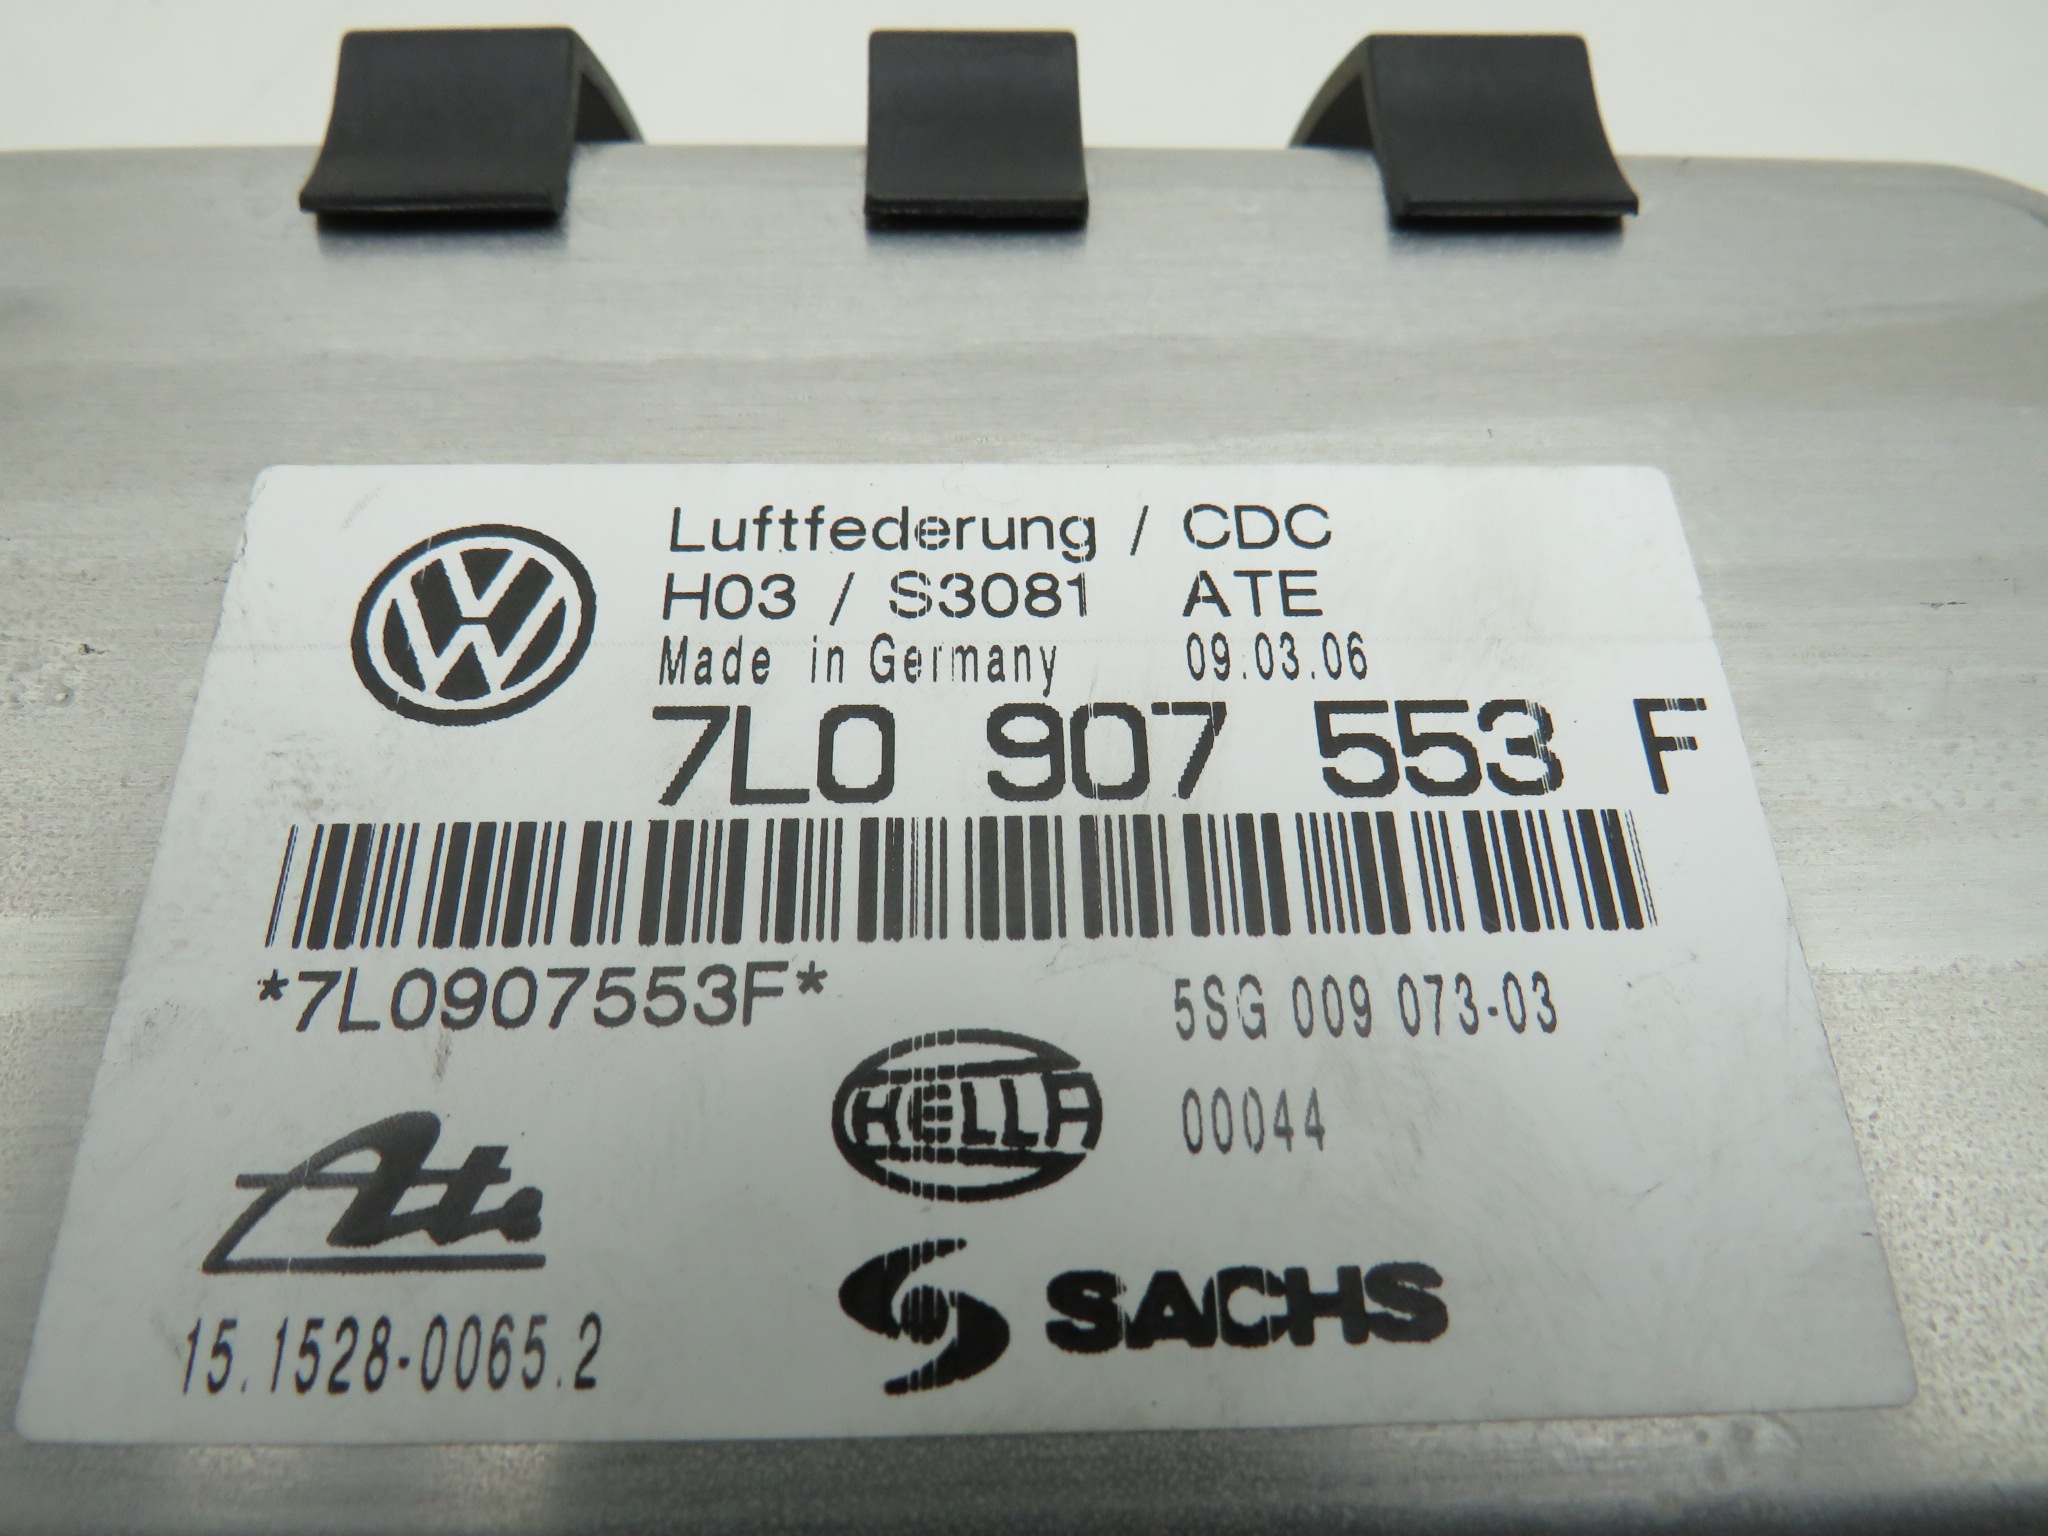 Luftfederung / CDC
H03 / S3081 ATE
Made in Germany 09.03.06
7L0 907 553 F
*7L0907553F*
5SG 009 073-03
HELLA
00044
Ate
15.1528-0065.2
SACHS